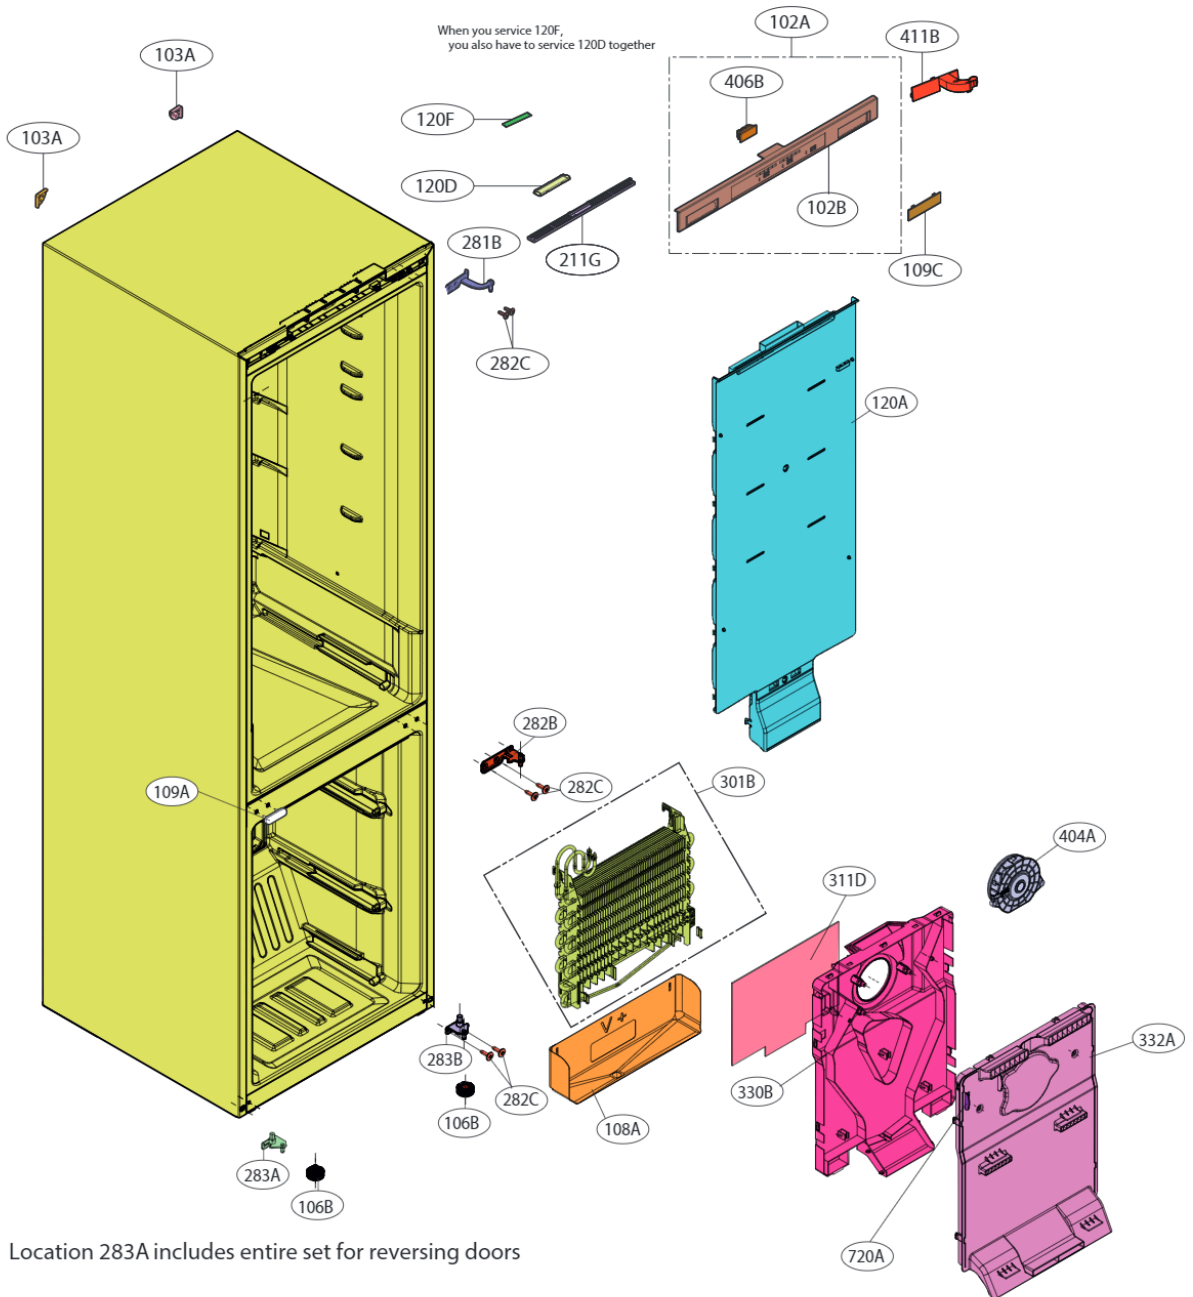 When you service 120F,
you also have to service 120D together
102A
411B
103A
406B
120F
103A
120D
102B
281B
211G
109C
282C
120A
282B
109A
282C
301B
404A
311D
283B
282C
330B
332A
106B
108A
283A
106B
720A
Location 283A includes entire set for reversing doors